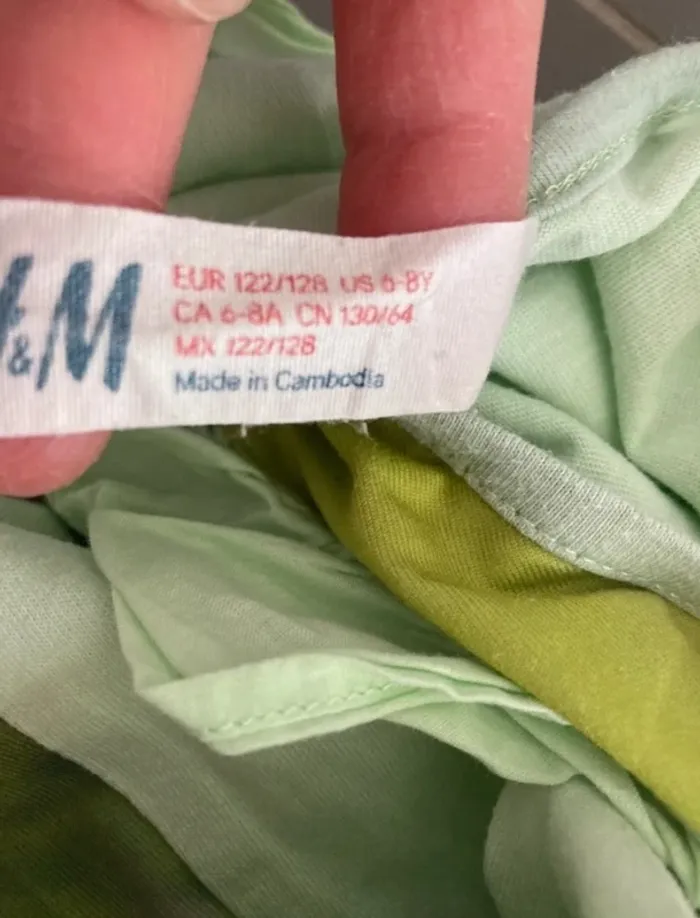 H&M
EUR 122/128 US 6-8Y
CA 6-8A CN 130/64
MX 122/128
Made in Cambodia